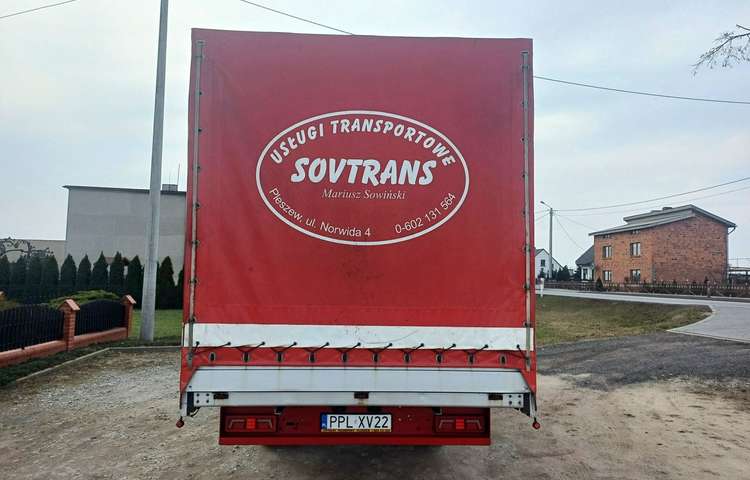 USŁUGI TRANSPORTOWE
SOVTRANS
Mariusz Sowiński
Pleszew, ul. Norwida 4 0-602 131 564
PPL XV22